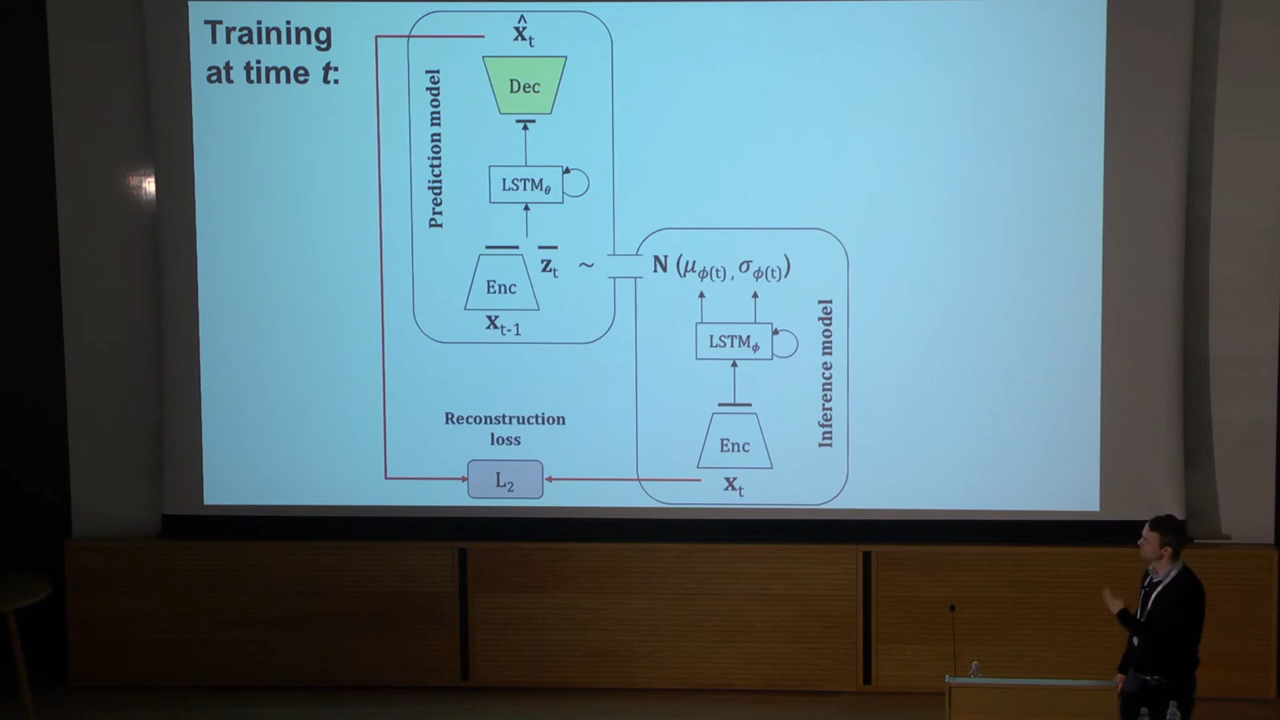 Training
at time t:
x̂t
Dec
Prediction model
LSTMθ
zt ~ N (μϕ(t) , σϕ(t))
Enc
xt-1
LSTMϕ
Inference model
Reconstruction
loss
Enc
L2
xt